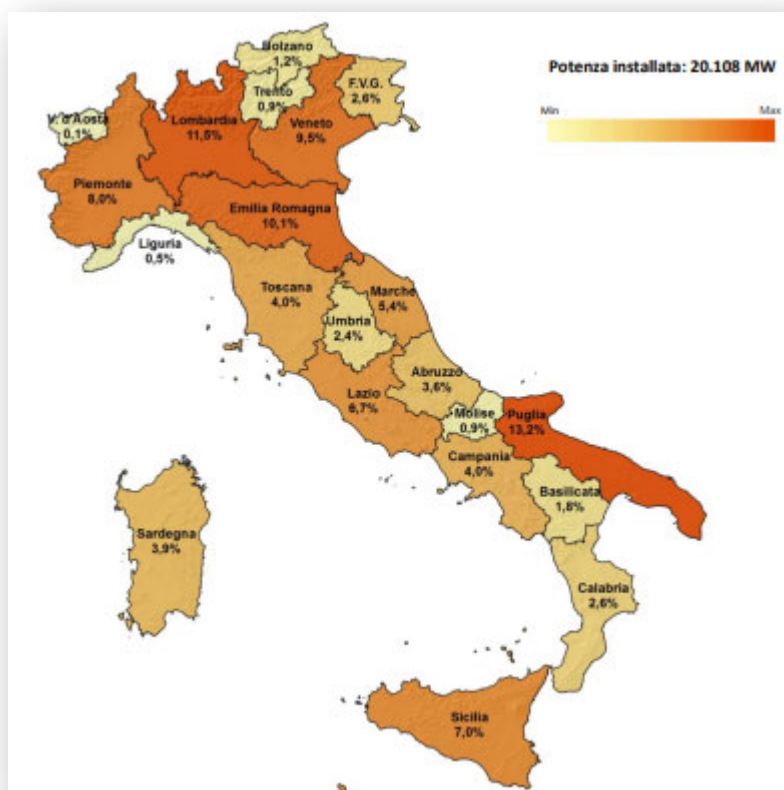 Potenza installata: 20.108 MW
Min
Max
Bolzano
1,2%
Trento
0,9%
F.V.G.
2,6%
V. d'Aosta
0,1%
Lombardia
11,5%
Veneto
9,5%
Piemonte
8,0%
Emilia Romagna
10,1%
Liguria
0,5%
Toscana
4,0%
Marche
5,4%
Umbria
2,4%
Abruzzo
3,6%
Lazio
6,7%
Molise
0,9%
Puglia
13,2%
Campania
4,0%
Basilicata
1,8%
Sardegna
3,9%
Calabria
2,6%
Sicilia
7,0%